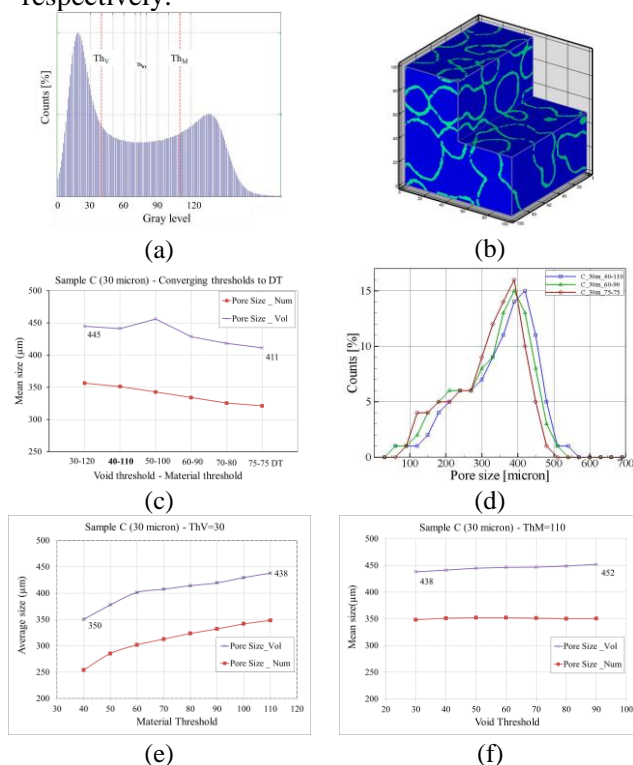 respectively.
Th_V
Th_M
Counts [%]
0 30 60 90 120
Gray level
(a)
(b)
Sample C (30 micron) - Converging thresholds to DT
Pore Size _ Num
Pore Size _ Vol
500
450
400
350
300
250
445
411
Mean size (µm)
30-120 40-110 50-100 60-90 70-80 75-75 DT
Void threshold - Material threshold
(c)
C_30m_40-110
C_30m_60-90
C_30m_75-75
15
10
5
0
Counts [%]
100 200 300 400 500 600 700
Pore size [micron]
(d)
Sample C (30 micron) - ThV=30
500
450
400
350
300
250
200
438
350
Average size (µm)
Pore Size_Vol
Pore Size _ Num
30 40 50 60 70 80 90 100 110 120
Material Threshold
(e)
Sample C (30 micron) - ThM=110
500
450
400
350
300
250
200
438
452
Mean size(µm)
Pore Size_Vol
Pore Size _ Num
20 30 40 50 60 70 80 90 100
Void Threshold
(f)